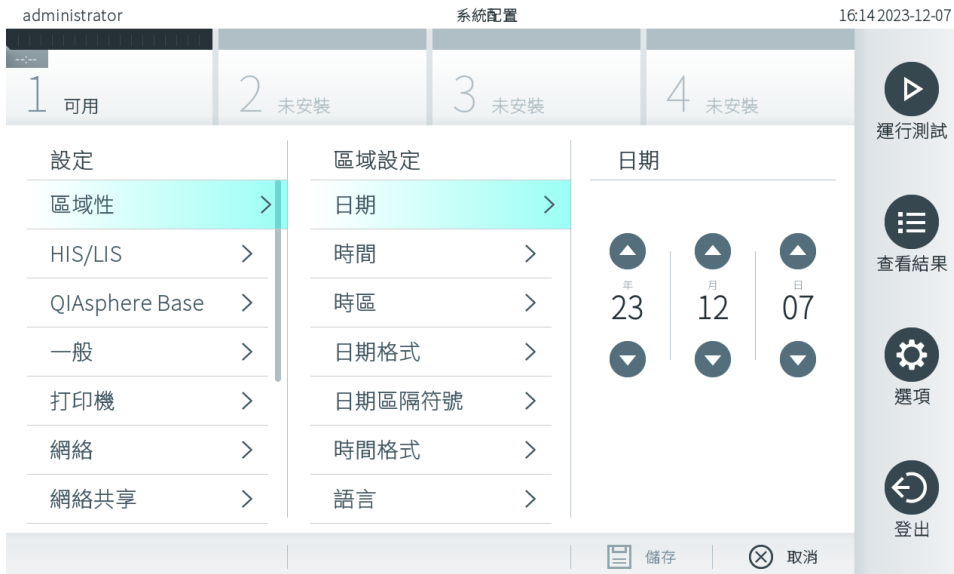 administrator 系統配置 16:14 2023-12-07
--:--
1 可用 2 未安裝 3 未安裝 4 未安裝
運行測試
設定 區域設定 日期
區域性 日期
HIS/LIS 時間
查看結果
QIAsphere Base 時區
年 月 日
23 12 07
一般 日期格式
選項
打印機 日期區隔符號
網絡 時間格式
網絡共享 語言
登出
儲存 取消